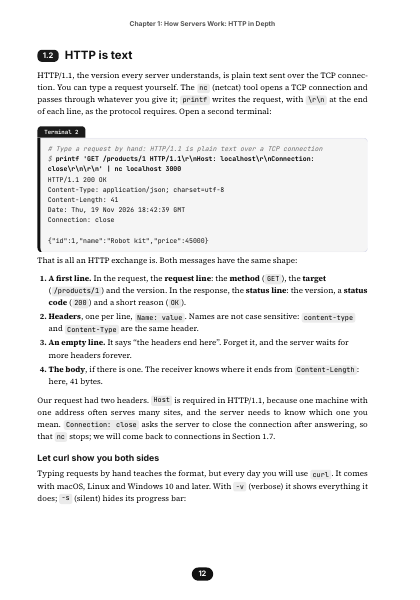 Chapter 1: How Servers Work: HTTP in Depth
1.2 HTTP is text
HTTP/1.1, the version every server understands, is plain text sent over the TCP connec-
tion. You can type a request yourself. The nc (netcat) tool opens a TCP connection and
passes through whatever you give it; printf writes the request, with \r\n at the end
of each line, as the protocol requires. Open a second terminal:
Terminal 2
# Type a request by hand: HTTP/1.1 is plain text over a TCP connection
$ printf 'GET /products/1 HTTP/1.1\r\nHost: localhost\r\nConnection:
close\r\n\r\n' | nc localhost 3000
HTTP/1.1 200 OK
Content-Type: application/json; charset=utf-8
Content-Length: 41
Date: Thu, 19 Nov 2026 18:42:39 GMT
Connection: close
{"id":1,"name":"Robot kit","price":45000}
That is all an HTTP exchange is. Both messages have the same shape:
1. A first line. In the request, the request line: the method (GET), the target
(/products/1) and the version. In the response, the status line: the version, a status
code (200) and a short reason (OK).
2. Headers, one per line, Name: value. Names are not case sensitive: content-type
and Content-Type are the same header.
3. An empty line. It says “the headers end here”. Forget it, and the server waits for
more headers forever.
4. The body, if there is one. The receiver knows where it ends from Content-Length:
here, 41 bytes.
Our request had two headers. Host is required in HTTP/1.1, because one machine with
one address often serves many sites, and the server needs to know which one you
mean. Connection: close asks the server to close the connection after answering, so
that nc stops; we will come back to connections in Section 1.7.
Let curl show you both sides
Typing requests by hand teaches the format, but every day you will use curl. It comes
with macOS, Linux and Windows 10 and later. With -v (verbose) it shows everything it
does; -s (silent) hides its progress bar:
12